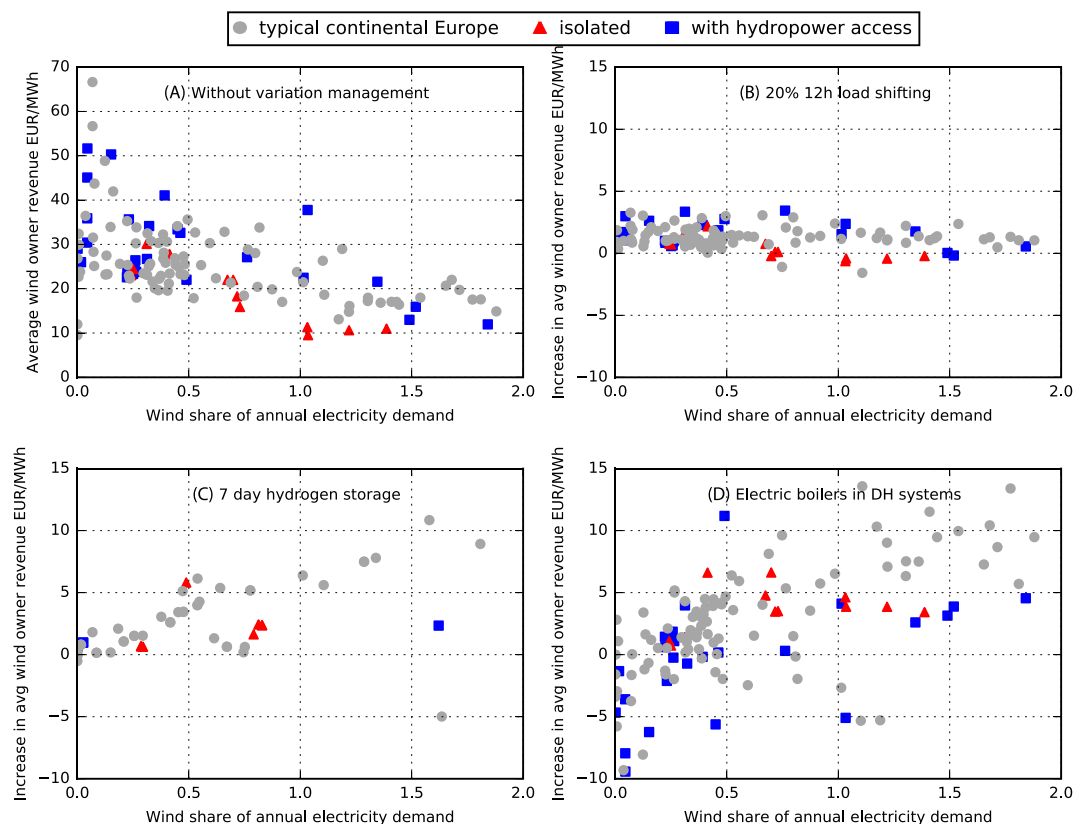 typical continental Europe isolated with hydropower access
(A) Without variation management
Average wind owner revenue EUR/MWh
70
60
50
40
30
20
10
0
0.0 0.5 1.0 1.5 2.0
Wind share of annual electricity demand
(B) 20% 12h load shifting
Increase in avg wind owner revenue EUR/MWh
15
10
5
0
−5
−10
0.0 0.5 1.0 1.5 2.0
Wind share of annual electricity demand
(C) 7 day hydrogen storage
Increase in avg wind owner revenue EUR/MWh
15
10
5
0
−5
−10
0.0 0.5 1.0 1.5 2.0
Wind share of annual electricity demand
(D) Electric boilers in DH systems
Increase in avg wind owner revenue EUR/MWh
15
10
5
0
−5
−10
0.0 0.5 1.0 1.5 2.0
Wind share of annual electricity demand